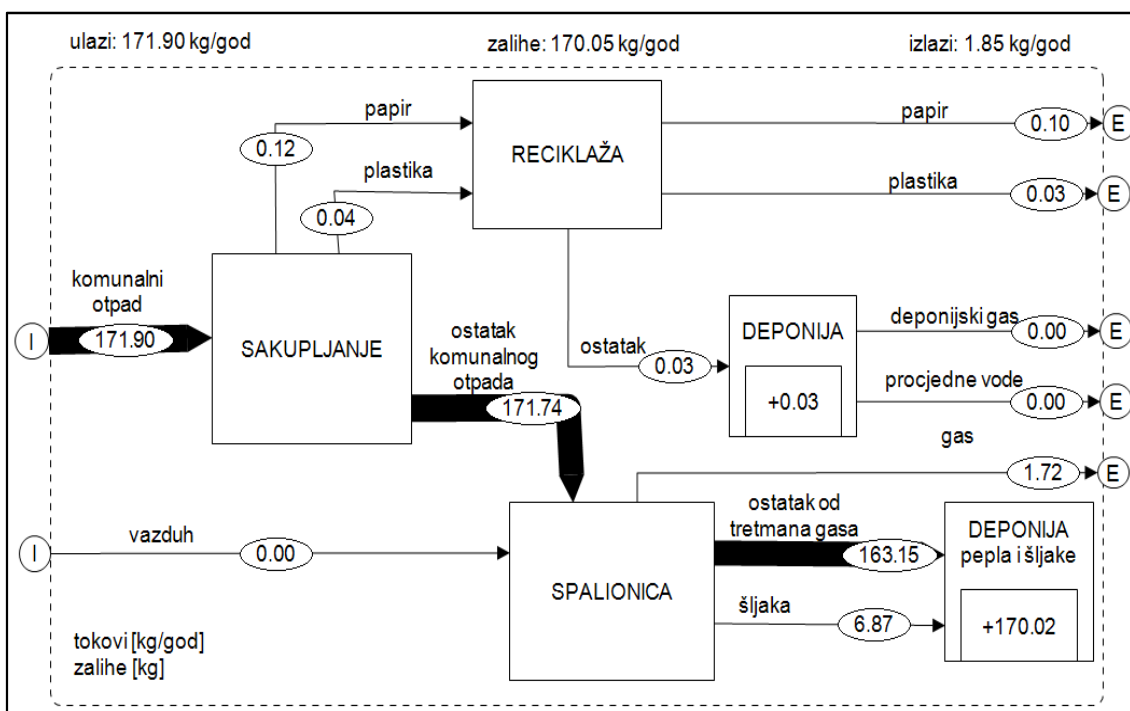 ulazi: 171.90 kg/god
zalihe: 170.05 kg/god
izlazi: 1.85 kg/god
papir
0.12
plastika
0.04
RECIKLAŽA
papir
0.10
E
plastika
0.03
E
komunalni
otpad
I
171.90
SAKUPLJANJE
ostatak
komunalnog
otpada
171.74
ostatak
0.03
DEPONIJA
+0.03
deponijski gas
0.00
E
procjedne vode
0.00
E
gas
1.72
E
I
vazduh
0.00
SPALIONICA
ostatak od
tretmana gasa
163.15
šljaka
6.87
DEPONIJA
pepla i šljake
+170.02
tokovi [kg/god]
zalihe [kg]